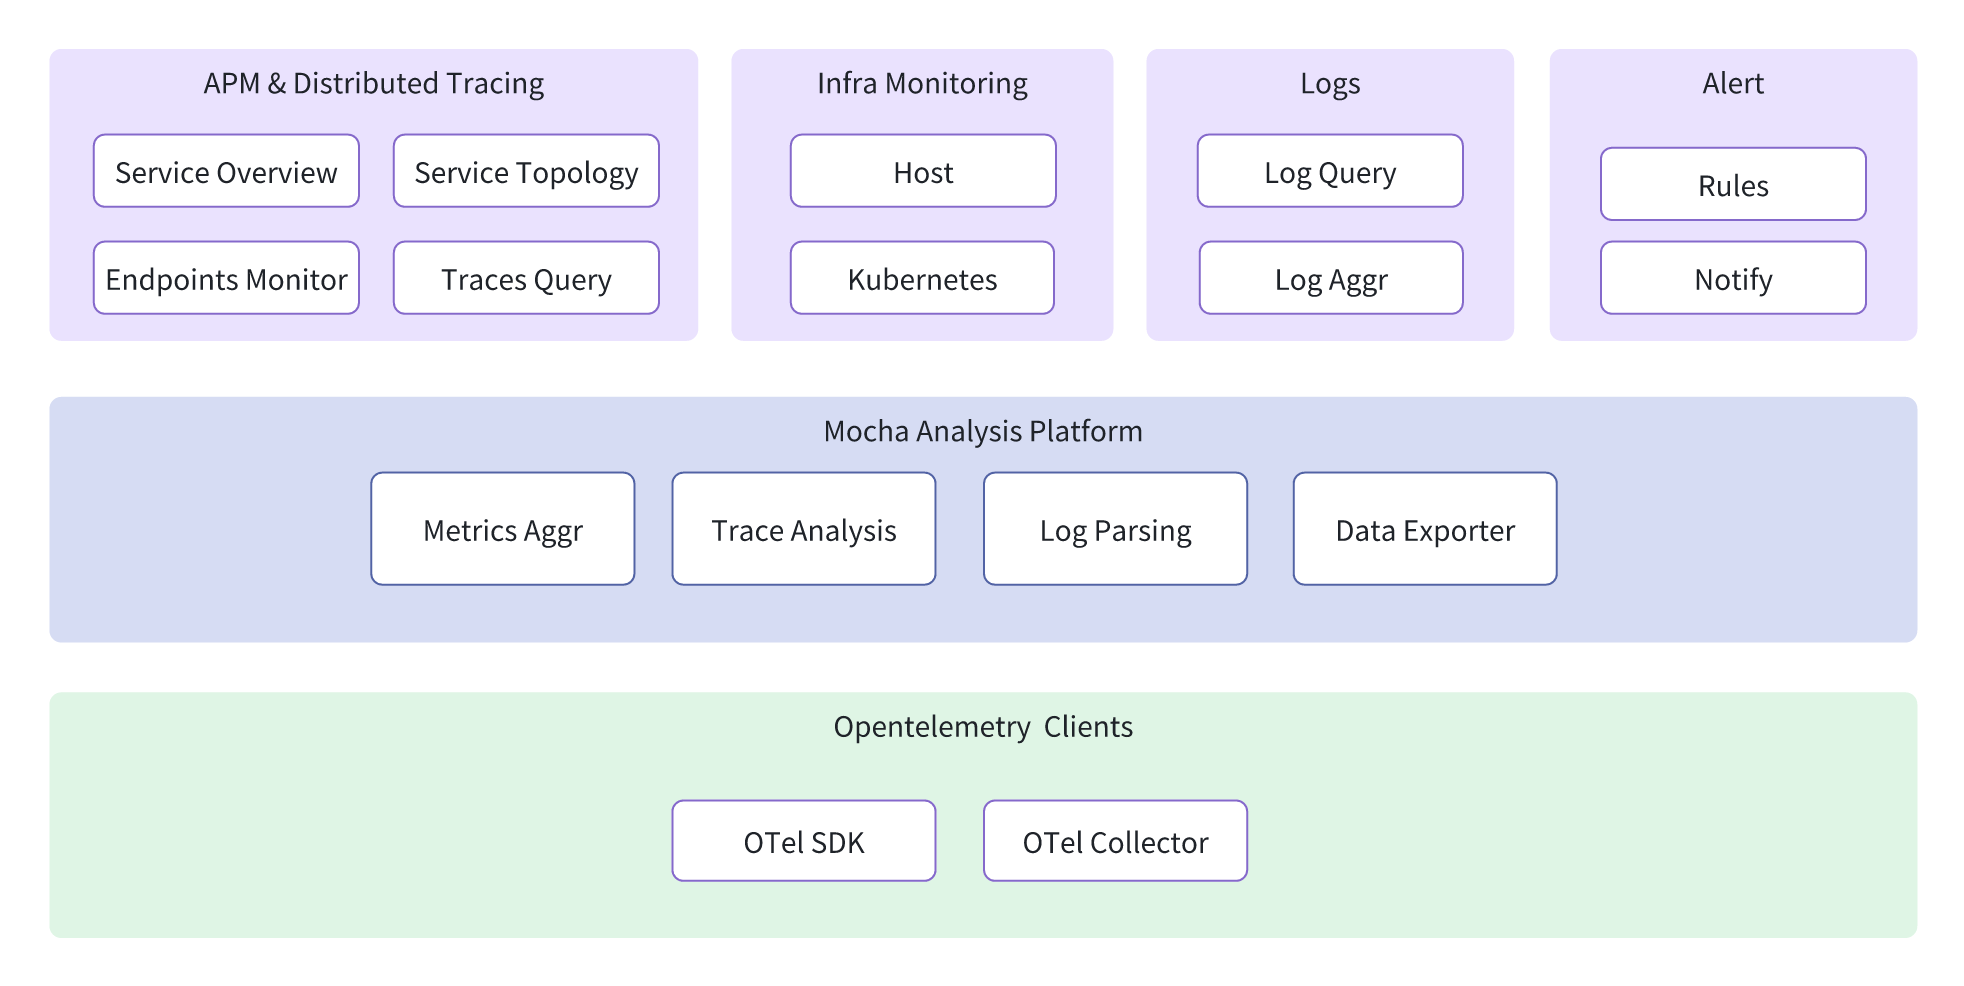 APM & Distributed Tracing
Service Overview
Service Topology
Endpoints Monitor
Traces Query
Infra Monitoring
Host
Kubernetes
Logs
Log Query
Log Aggr
Alert
Rules
Notify
Mocha Analysis Platform
Metrics Aggr
Trace Analysis
Log Parsing
Data Exporter
Opentelemetry  Clients
OTel SDK
OTel Collector